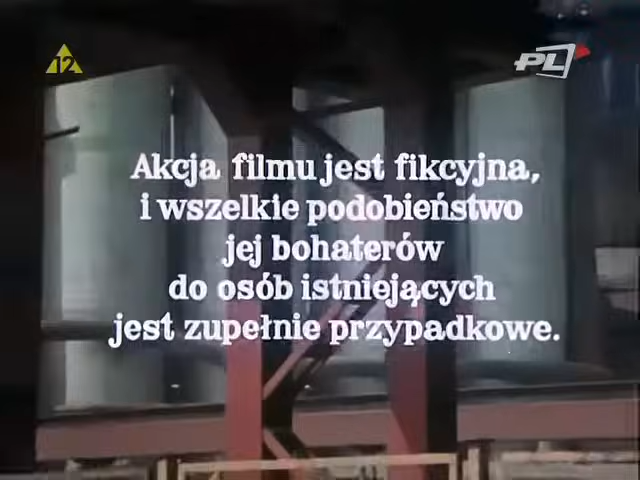 12
PL
Akcja filmu jest fikcyjna,
i wszelkie podobieństwo
jej bohaterów
do osób istniejących
jest zupełnie przypadkowe.